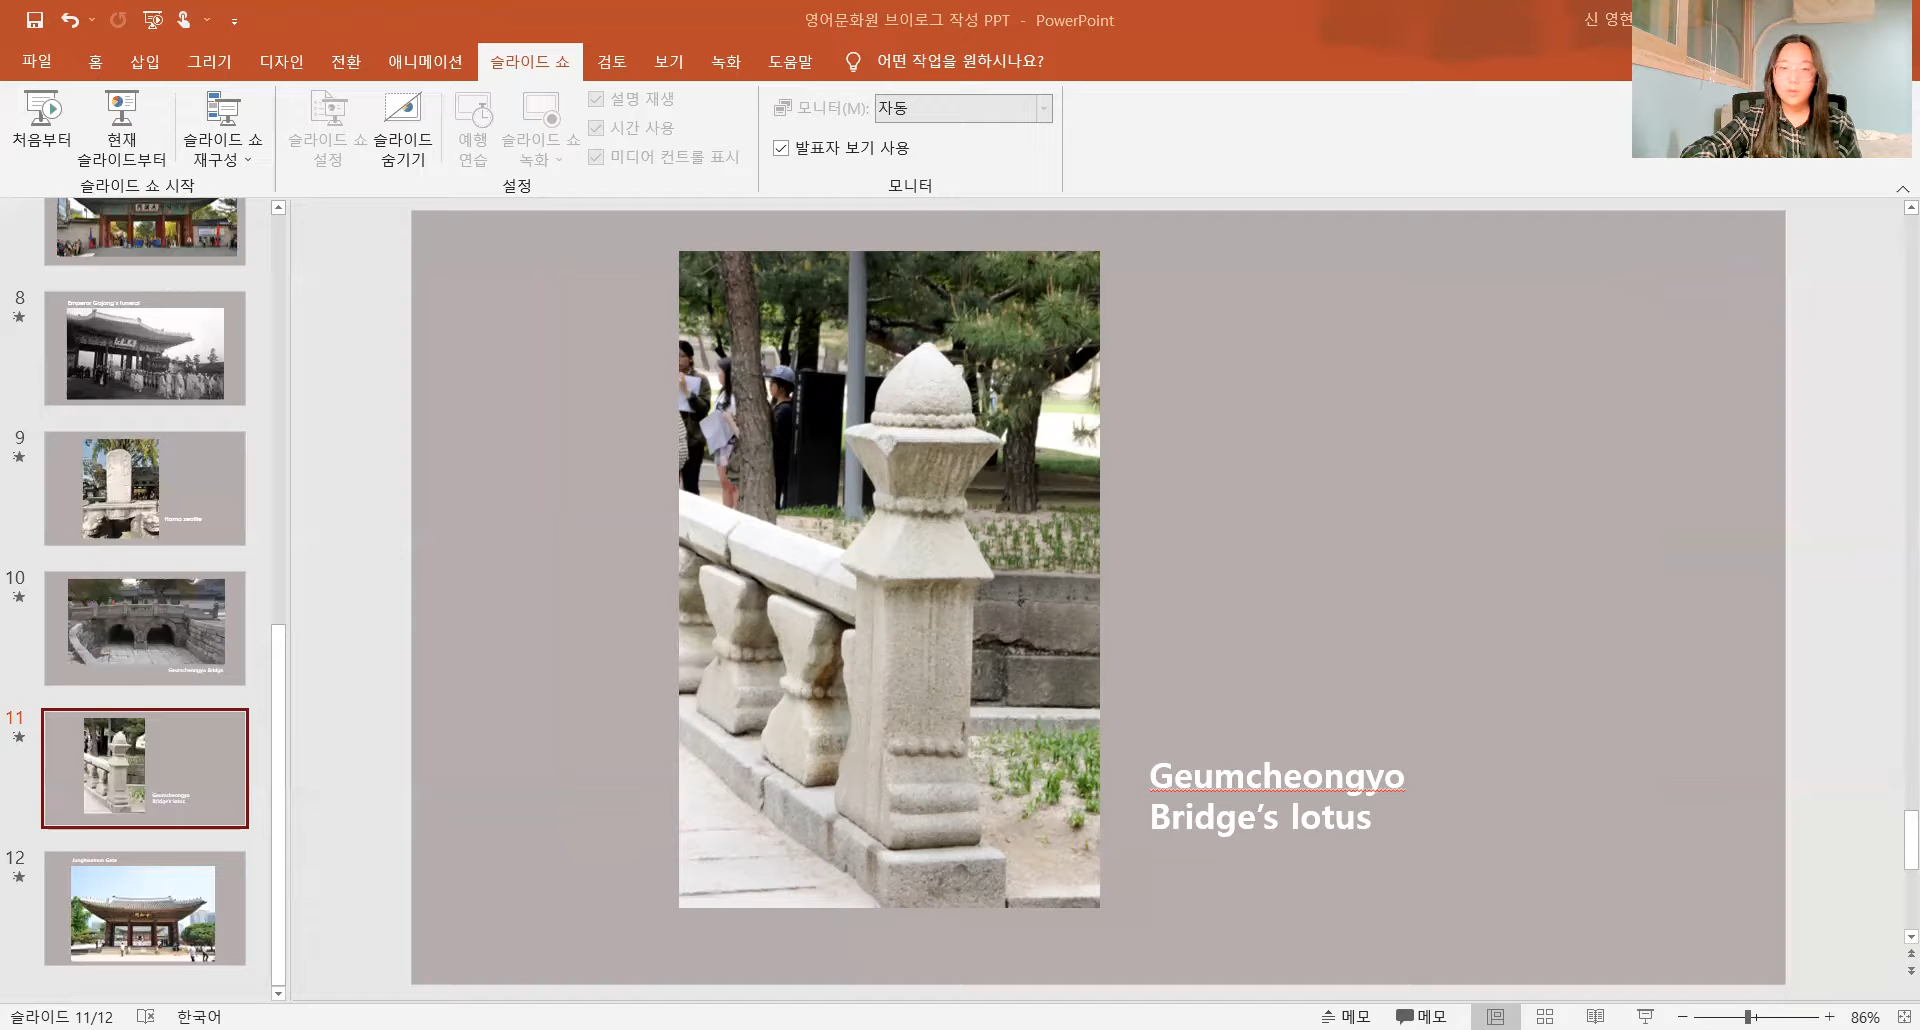 영어문화원 브이로그 작성 PPT - PowerPoint
신 영현
파일 홈 삽입 그리기 디자인 전환 애니메이션 슬라이드 쇼 검토 보기 녹화 도움말 어떤 작업을 원하시나요?
처음부터
현재
슬라이드부터
슬라이드 쇼
재구성
슬라이드 쇼 시작
슬라이드 쇼
설정
슬라이드
숨기기
예행
연습
슬라이드 쇼
녹화
설명 재생
시간 사용
미디어 컨트롤 표시
설정
모니터(M): 자동
발표자 보기 사용
모니터
8
Emperor Gojong's funeral
9
10
Geumcheongyo Bridge
11
Geumcheongyo
Bridge's lotus
12
Geumcheongyo
Bridge’s lotus
슬라이드 11/12 한국어 메모 메모 86%